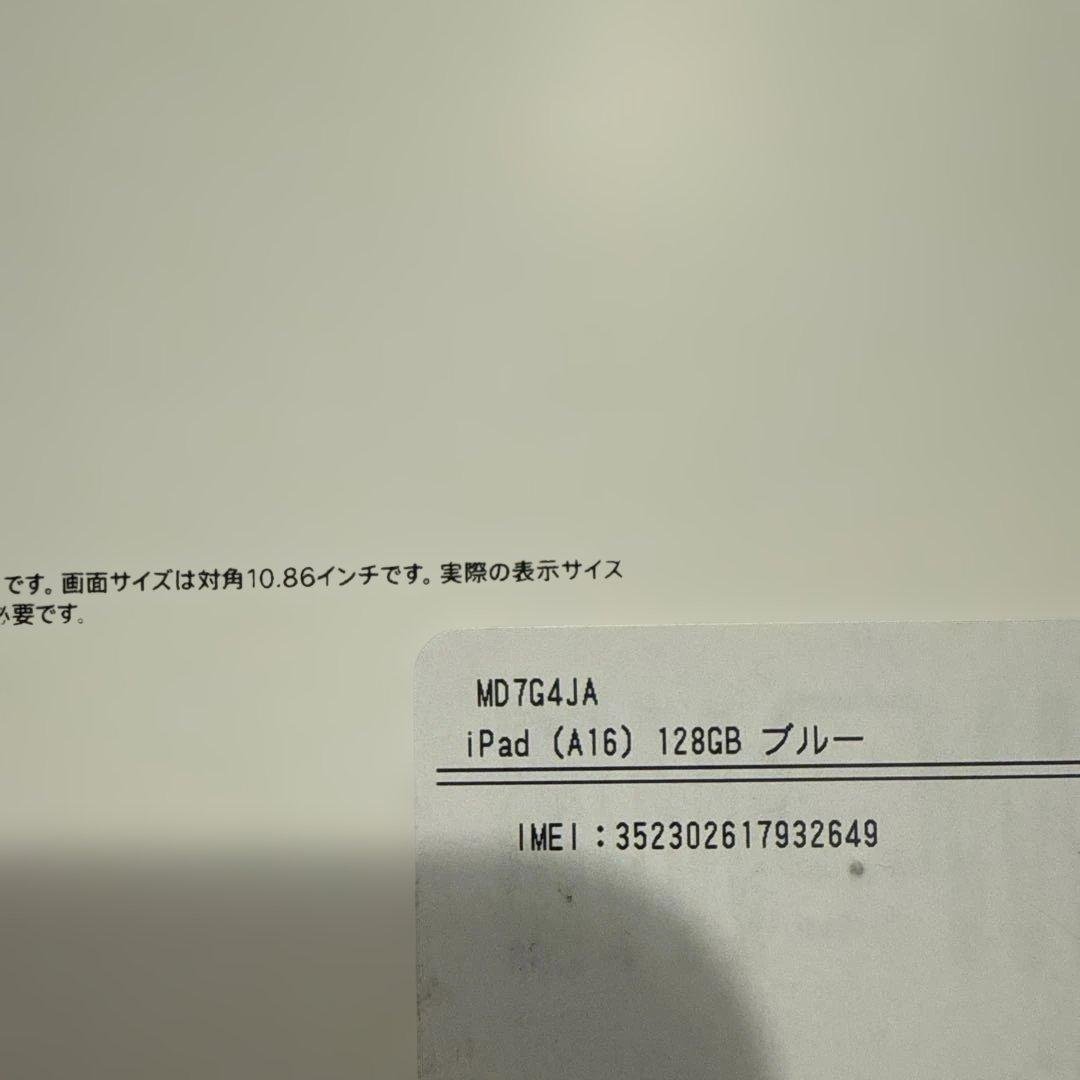 です。画面サイズは対角10.86インチです。実際の表示サイズ
必要です。
MD7G4JA
iPad (A16) 128GB ブルー
IMEI:352302617932649